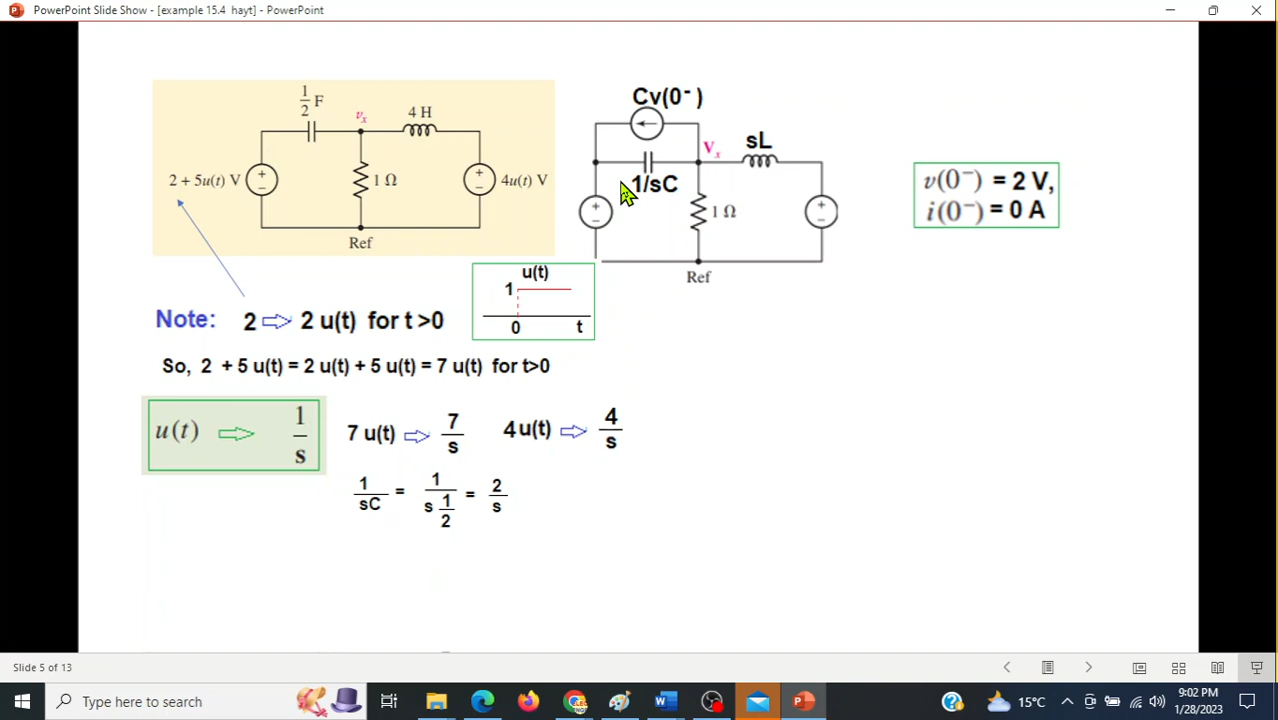 PowerPoint Slide Show - [example 15.4 hayt] - PowerPoint
1/2 F
v_x
4 H
2 + 5u(t) V
+
−
1 Ω
+
−
4u(t) V
Ref
Cv(0⁻ )
V_x
sL
1/sC
+
−
1 Ω
+
−
Ref
v(0⁻) = 2 V,
i(0⁻) = 0 A
Note: 2 ⇨ 2 u(t) for t >0
u(t)
1
0 t
So, 2 + 5 u(t) = 2 u(t) + 5 u(t) = 7 u(t) for t>0
u(t) ⇨ 1/s
7 u(t) ⇨ 7/s
4u(t) ⇨ 4/s
1/sC = 1/(s 1/2) = 2/s
Slide 5 of 13
Type here to search
15°C
9:02 PM
1/28/2023